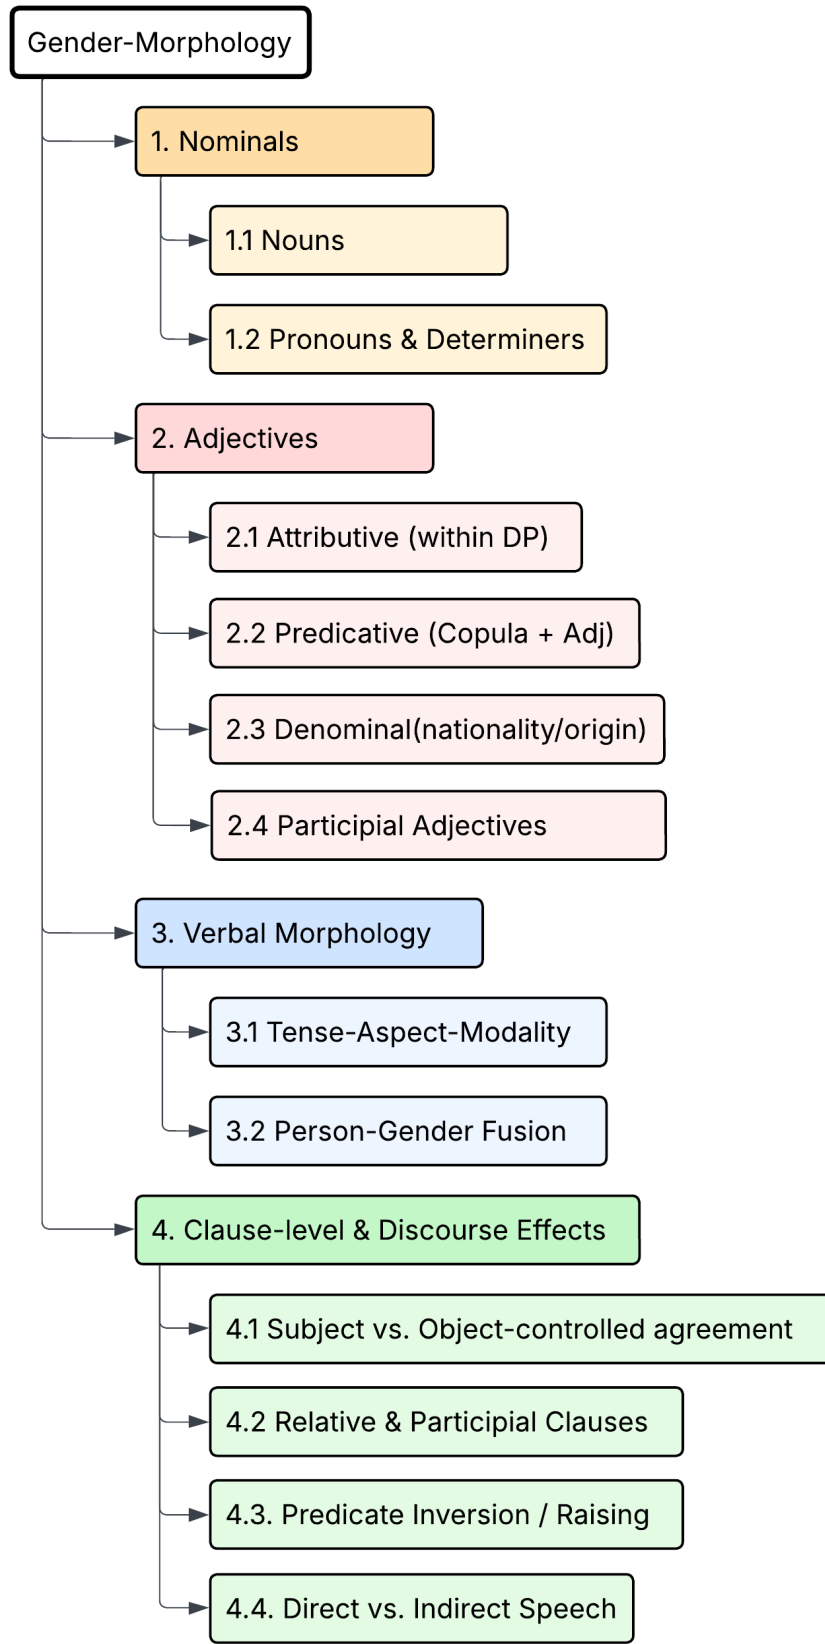 Gender-Morphology
1. Nominals
1.1 Nouns
1.2 Pronouns & Determiners
2. Adjectives
2.1 Attributive (within DP)
2.2 Predicative (Copula + Adj)
2.3 Denominal(nationality/origin)
2.4 Participial Adjectives
3. Verbal Morphology
3.1 Tense-Aspect-Modality
3.2 Person-Gender Fusion
4. Clause-level & Discourse Effects
4.1 Subject vs. Object-controlled agreement
4.2 Relative & Participial Clauses
4.3. Predicate Inversion / Raising
4.4. Direct vs. Indirect Speech